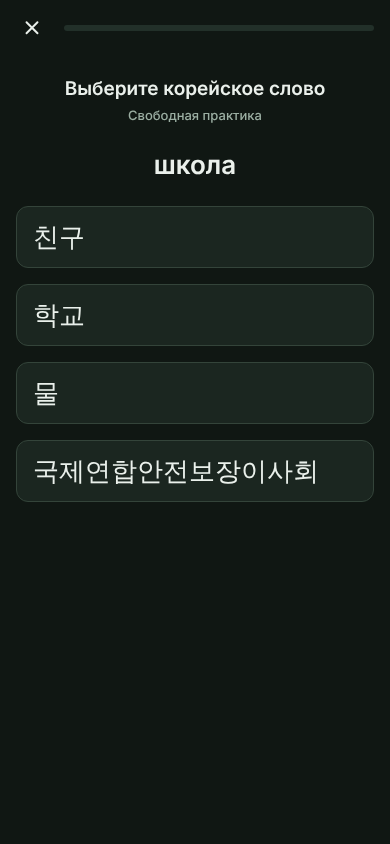 Выберите корейское слово
Свободная практика
школа
친구
학교
물
국제연합안전보장이사회